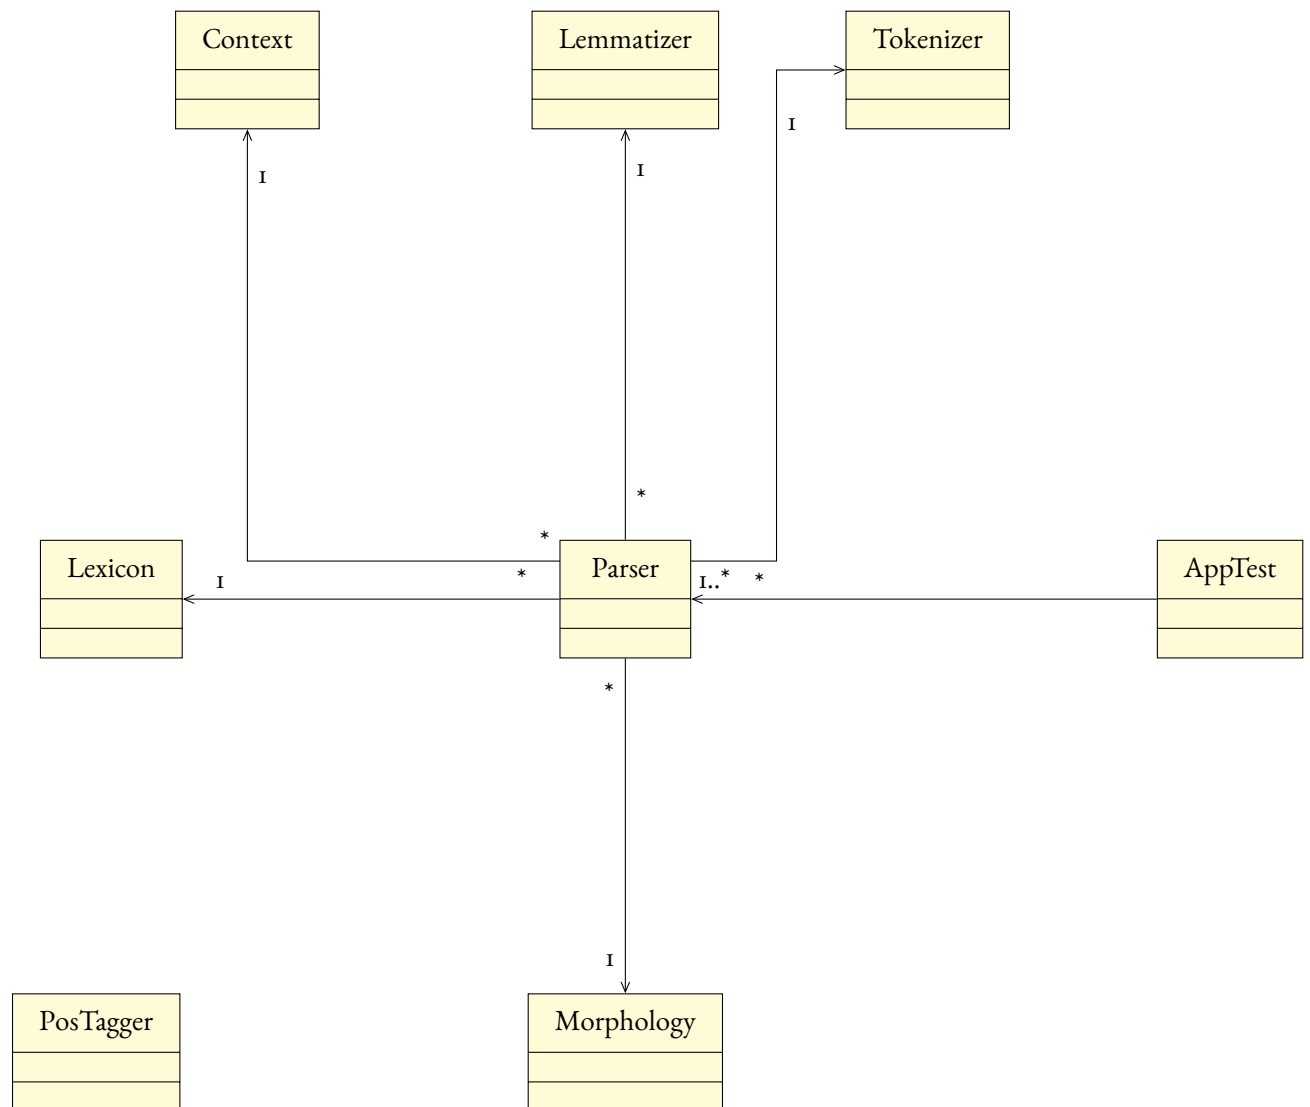 Context
Lemmatizer
Tokenizer
1
1
1
*
*
Lexicon
1
*
Parser
1..*
*
AppTest
*
1
PosTagger
Morphology